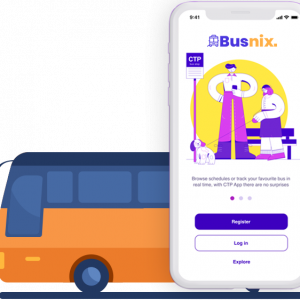 9:41
Busnix
CTP
Browse schedules or track your favourite bus in
real time, with CTP App there are no surprises
Register
Log in
Explore